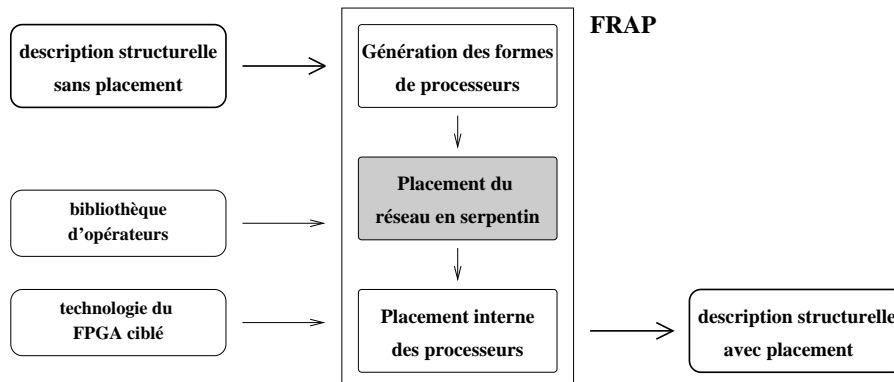 FRAP
description structurelle
sans placement
Génération des formes
de processeurs
bibliothèque
d'opérateurs
Placement du
réseau en serpentin
technologie du
FPGA ciblé
Placement interne
des processeurs
description structurelle
avec placement